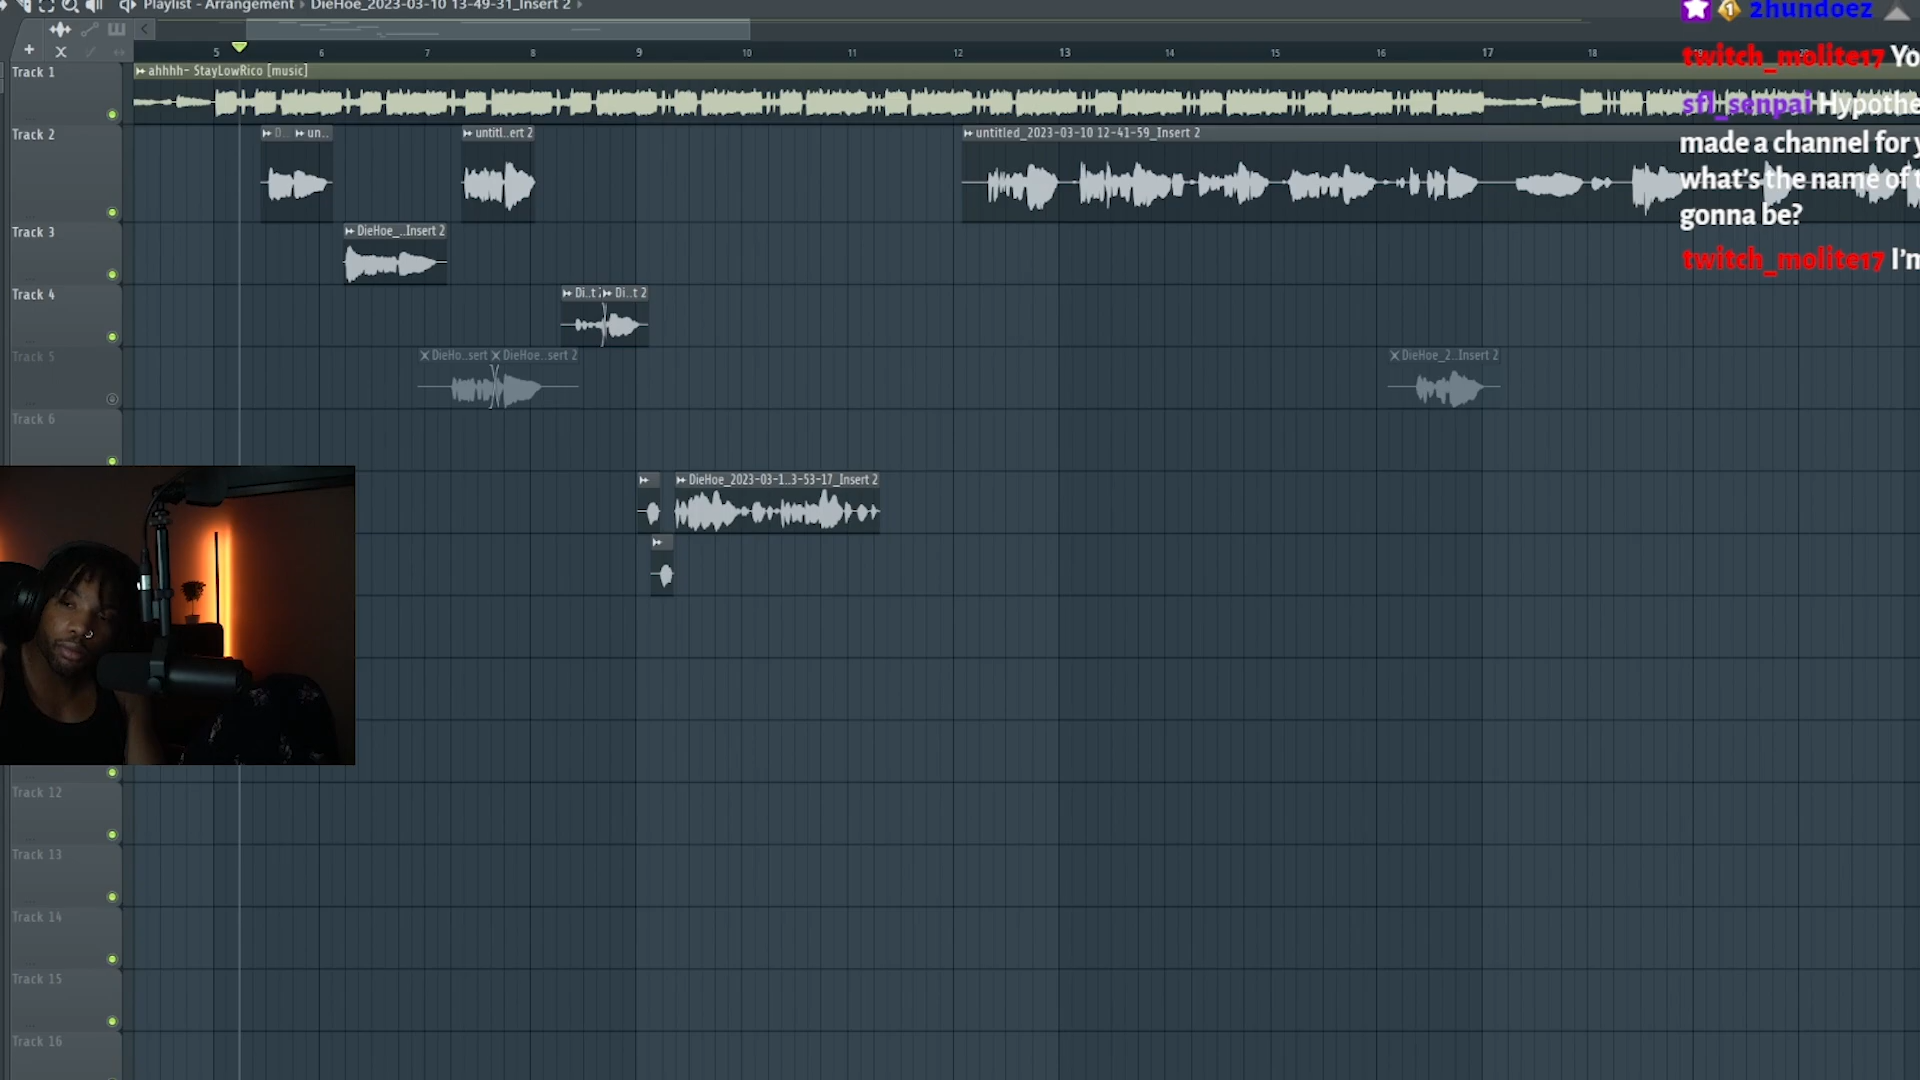 Playlist - Arrangement › DieHoe_2023-03-10 13-49-31_Insert 2 ›
2hundoez
5 6 7 8 9 10 11 12 13 14 15 16 17 18
twitch_molite17 Yo
Track 1
ahhhh- StayLowRico [music]
sfl_senpai Hypothe
made a channel for y
what's the name of t
gonna be?
twitch_molite17 I'm
Track 2
D.. un..
untitl..ert 2
untitled_2023-03-10 12-41-59_Insert 2
Track 3
DieHoe_..Insert 2
Track 4
Di..t 2 Di..t 2
Track 5
DieHo..sert DieHoe..sert 2
DieHoe_2..Insert 2
Track 6
DieHoe_2023-03-1..3-53-17_Insert 2
Track 12
Track 13
Track 14
Track 15
Track 16